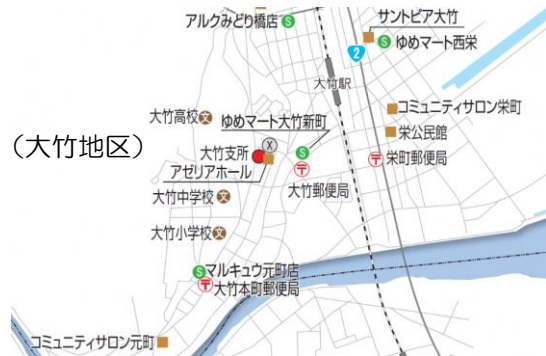 アルクみどり橋店
S
サントピア大竹
S
ゆめマート西栄
2
大竹駅
コミュニティサロン栄町
大竹高校
文
ゆめマート大竹新町
栄公民館
(大竹地区)
大竹支所
X
S
アゼリアホール
栄町郵便局
大竹郵便局
大竹中学校
文
大竹小学校
文
S
マルキュウ元町店
大竹本町郵便局
コミュニティサロン元町